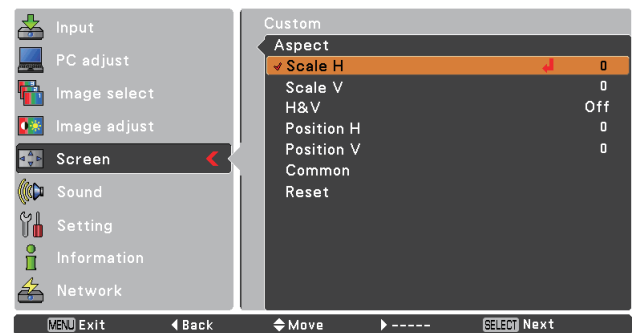 Input
PC adjust
Image select
Image adjust
Screen
Sound
Setting
Information
Network
Custom
Aspect
Scale H 0
Scale V 0
H&V Off
Position H 0
Position V 0
Common
Reset
MENU Exit Back Move ----- SELECT Next